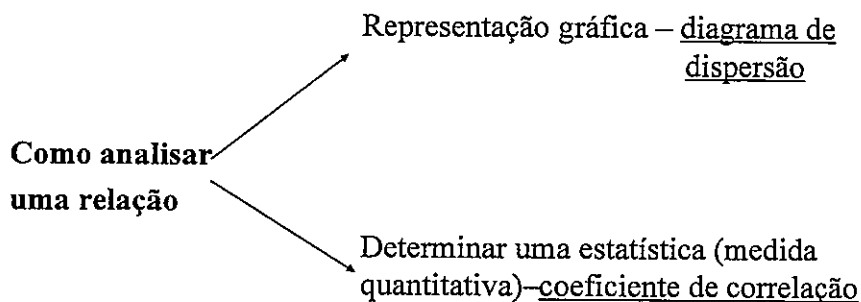 Representação gráfica – diagrama de
dispersão
Como analisar
uma relação
Determinar uma estatística (medida
quantitativa)–coeficiente de correlação